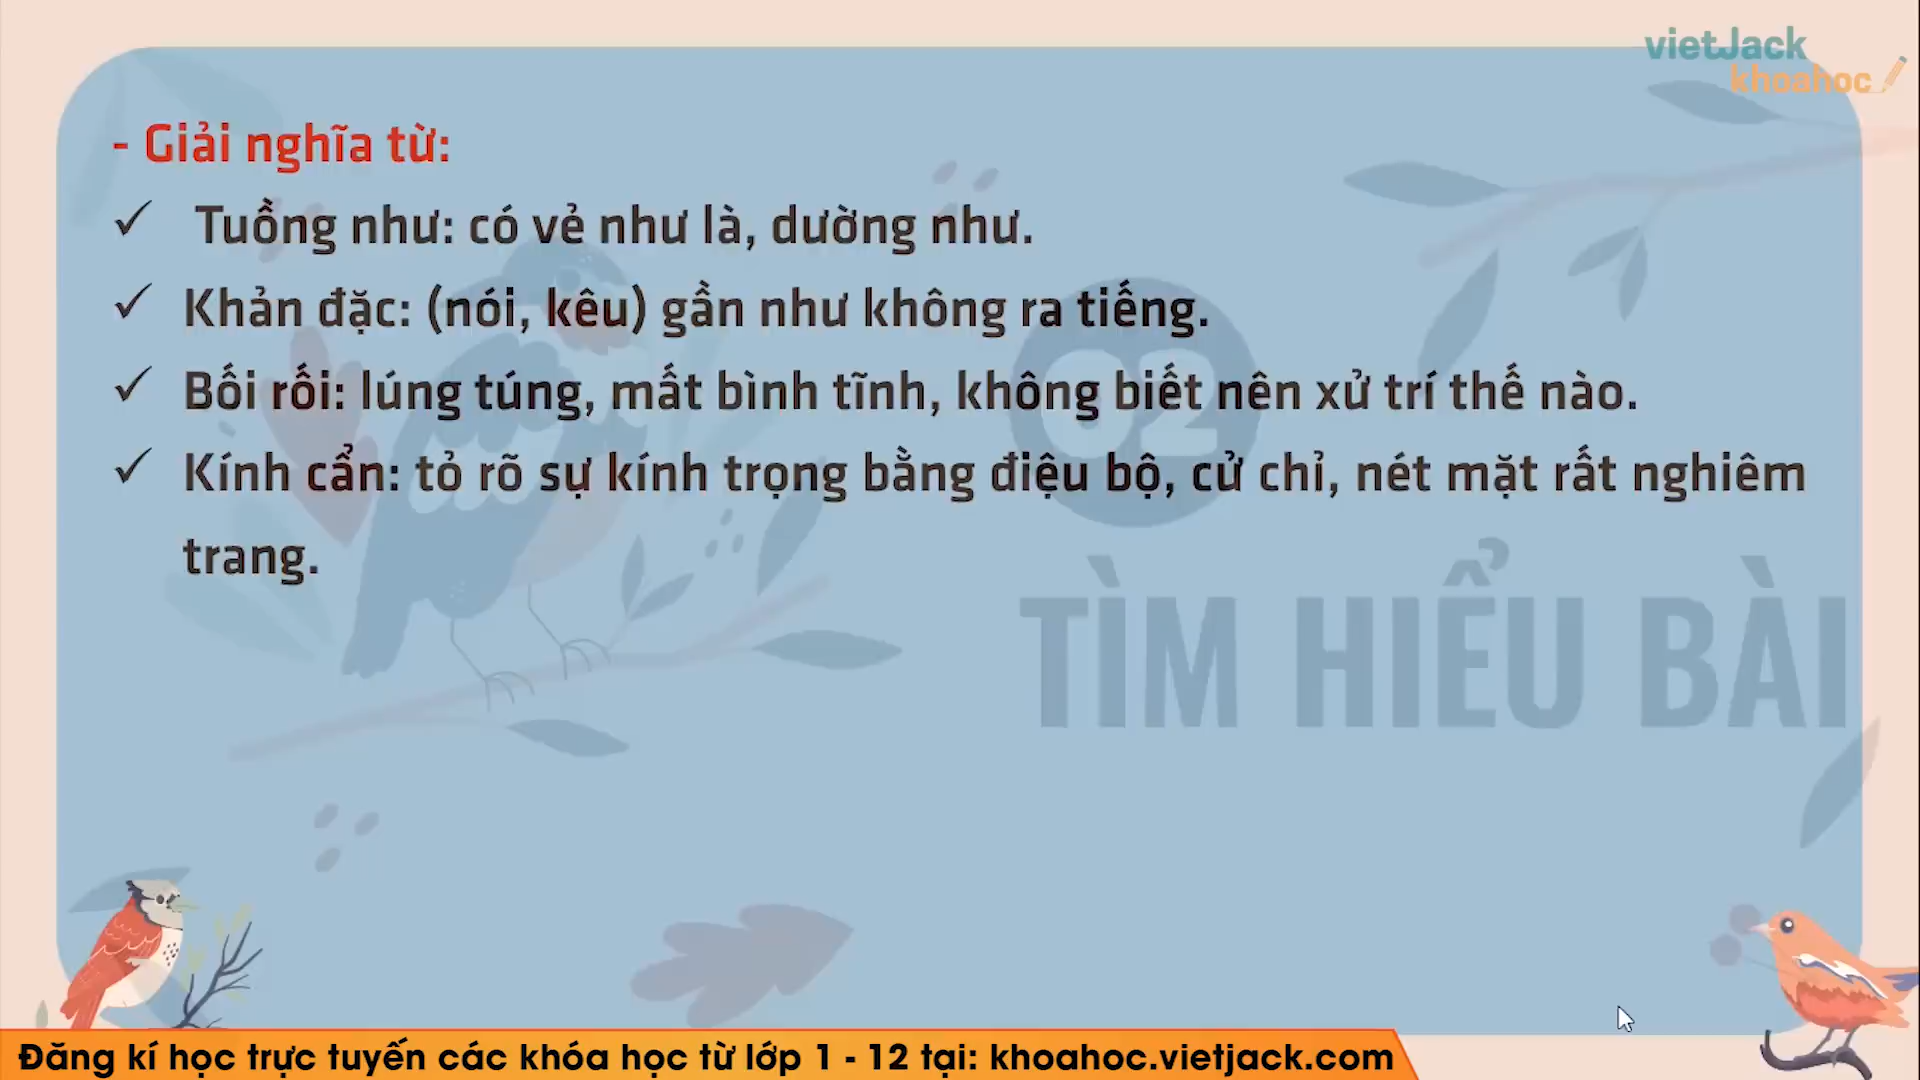 vietJack
khoahoc
- Giải nghĩa từ:
✓ Tuồng như: có vẻ như là, dường như.
✓ Khản đặc: (nói, kêu) gần như không ra tiếng.
✓ Bối rối: lúng túng, mất bình tĩnh, không biết nên xử trí thế nào.
✓ Kính cẩn: tỏ rõ sự kính trọng bằng điệu bộ, cử chỉ, nét mặt rất nghiêm
trang.
02
TÌM HIỂU BÀI
Đăng kí học trực tuyến các khóa học từ lớp 1 - 12 tại: khoahoc.vietjack.com